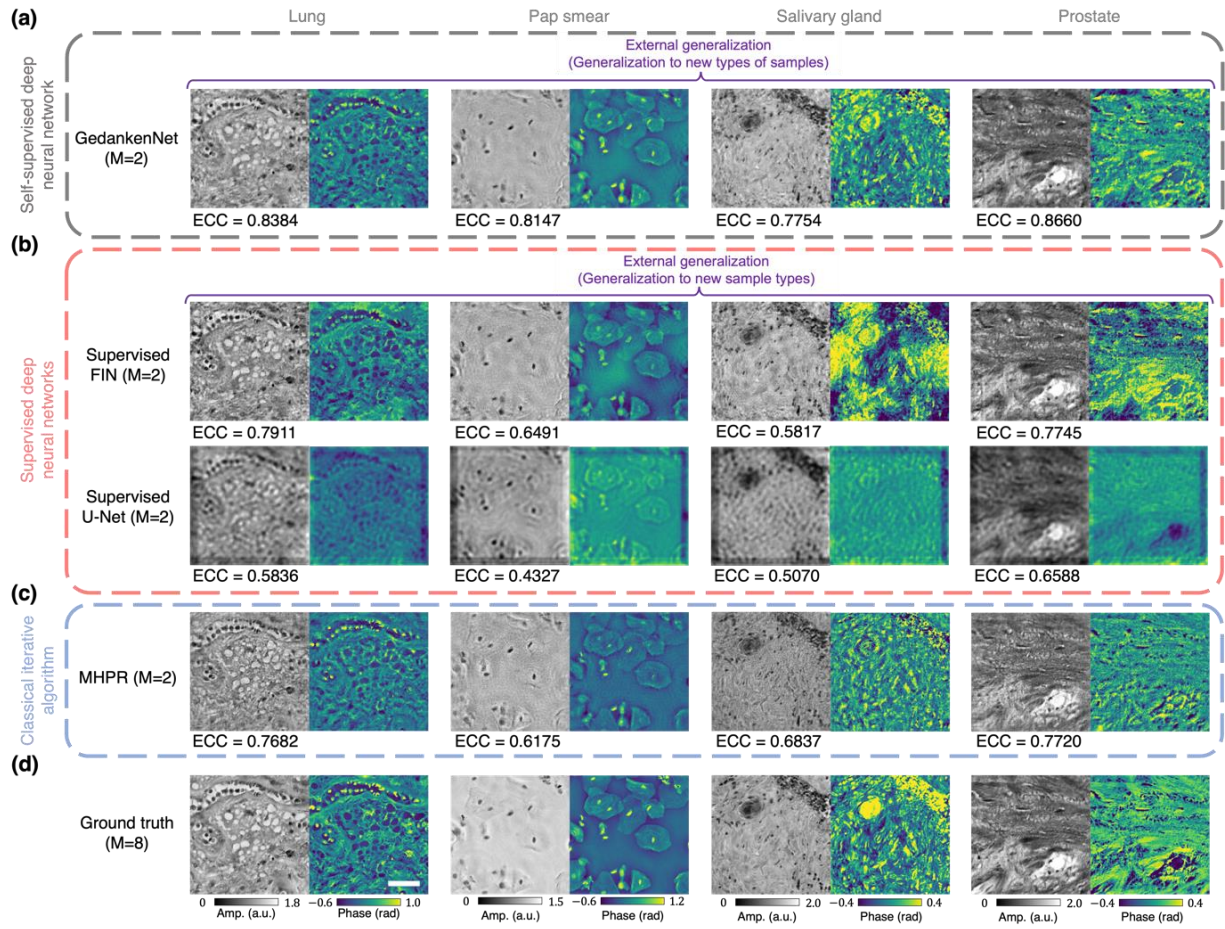 (a)
Lung
Pap smear
Salivary gland
Prostate
Self-supervised deep
neural network
External generalization
(Generalization to new types of samples)
GedankenNet
(M=2)
ECC = 0.8384
ECC = 0.8147
ECC = 0.7754
ECC = 0.8660
(b)
Supervised deep
neural networks
External generalization
(Generalization to new sample types)
Supervised
FIN (M=2)
ECC = 0.7911
ECC = 0.6491
ECC = 0.5817
ECC = 0.7745
Supervised
U-Net (M=2)
ECC = 0.5836
ECC = 0.4327
ECC = 0.5070
ECC = 0.6588
(c)
Classical iterative
algorithm
MHPR (M=2)
ECC = 0.7682
ECC = 0.6175
ECC = 0.6837
ECC = 0.7720
(d)
Ground truth
(M=8)
0 1.8 −0.6 1.0
Amp. (a.u.) Phase (rad)
0 1.5 −0.6 1.2
Amp. (a.u.) Phase (rad)
0 2.0 −0.4 0.4
Amp. (a.u.) Phase (rad)
0 2.0 −0.4 0.4
Amp. (a.u.) Phase (rad)